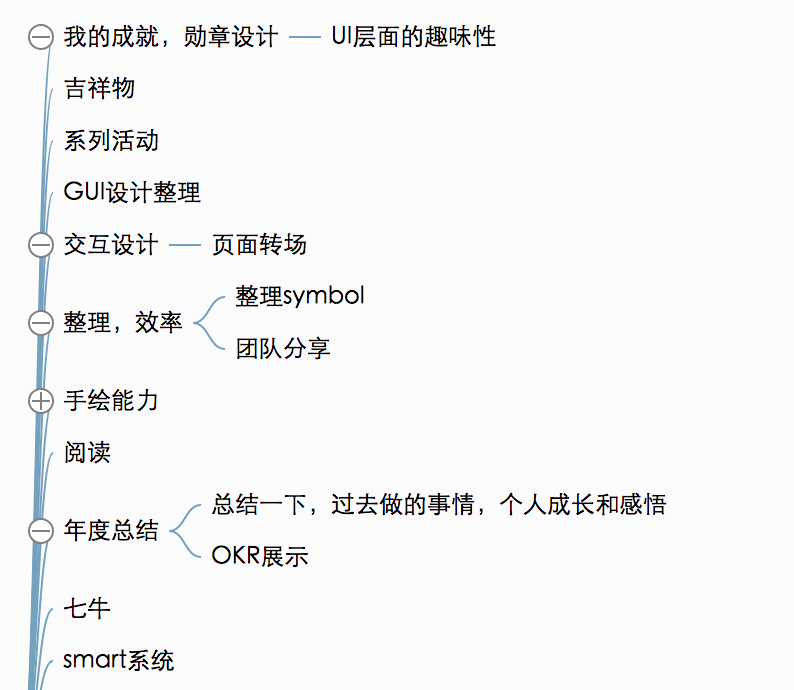 我的成就，勋章设计 UI层面的趣味性
吉祥物
系列活动
GUI设计整理
交互设计 页面转场
整理，效率
整理symbol
团队分享
手绘能力
阅读
年度总结
总结一下，过去做的事情，个人成长和感悟
OKR展示
七牛
smart系统